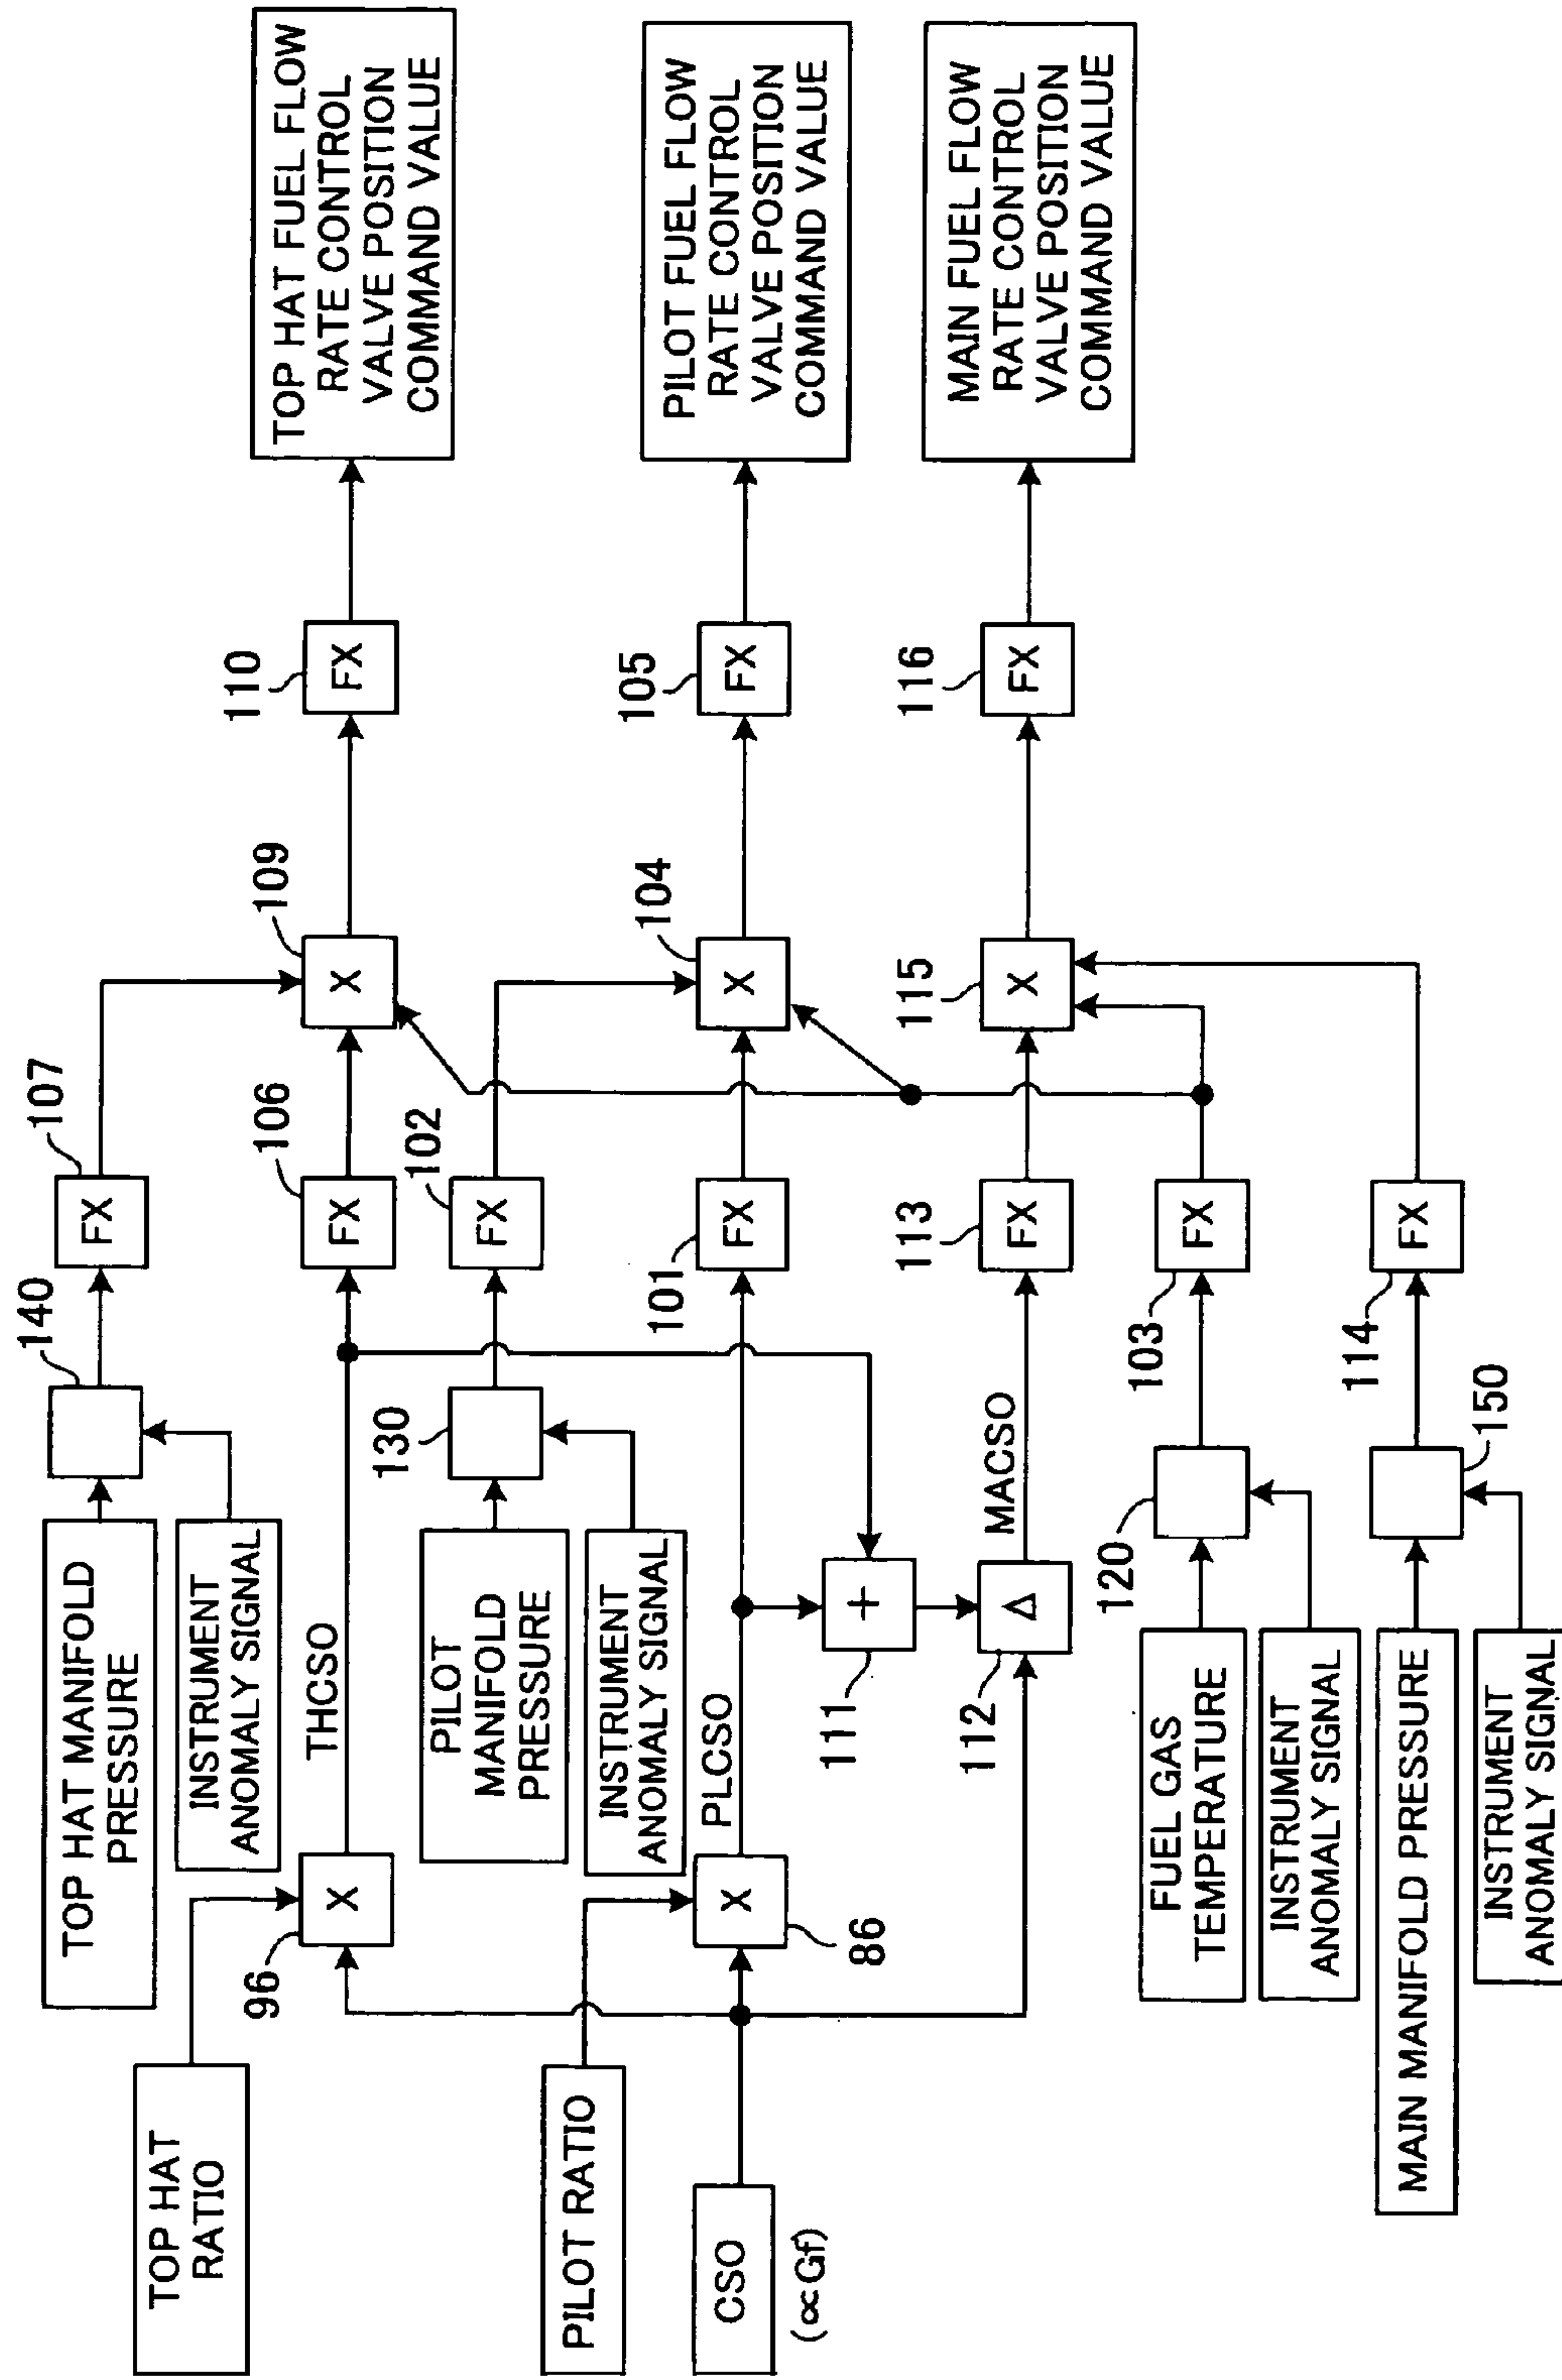 TOP HAT
RATIO
PILOT RATIO
CSO
(∝Gf)
TOP HAT MANIFOLD
PRESSURE
INSTRUMENT
ANOMALY SIGNAL
140
FX
107
96
X
THCSO
FX
106
X
109
FX
110
TOP HAT FUEL FLOW
RATE CONTROL
VALVE POSITION
COMMAND VALUE
PILOT
MANIFOLD
PRESSURE
INSTRUMENT
ANOMALY SIGNAL
130
FX
102
X
86
PLCSO
FX
101
X
104
FX
105
PILOT FUEL FLOW
RATE CONTROL
VALVE POSITION
COMMAND VALUE
+
111
Δ
112
MACSO
FX
113
X
115
FX
116
MAIN FUEL FLOW
RATE CONTROL
VALVE POSITION
COMMAND VALUE
FUEL GAS
TEMPERATURE
INSTRUMENT
ANOMALY SIGNAL
120
FX
103
MAIN MANIFOLD PRESSURE
INSTRUMENT
ANOMALY SIGNAL
150
FX
114